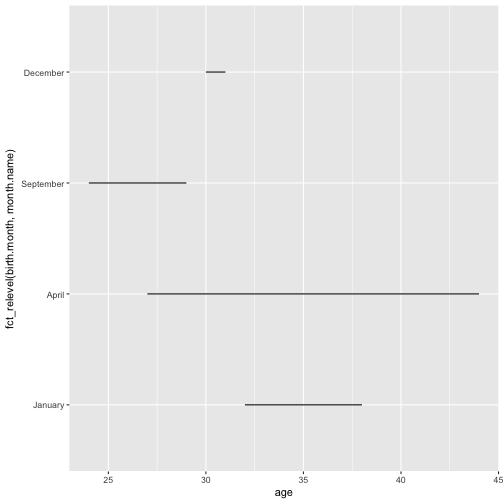 December
September
April
January
fct_relevel(birth.month, month.name)
25 30 35 40 45
age